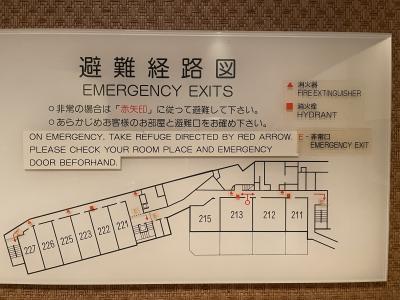 避難経路図
EMERGENCY EXITS
○非常の場合は「赤矢印」に従って避難して下さい。
○あらかじめお客様のお部屋と避難口をお確め下さい。
ON EMERGENCY. TAKE REFUGE DIRECTED BY RED ARROW.
PLEASE CHECK YOUR ROOM PLACE AND EMERGENCY
DOOR BEFORHAND.
消火器
FIRE EXTINGUISHER
消火栓
HYDRANT
E - 非常口
EMERGENCY EXIT
227 226 225 223 222 221
215 213 212 211